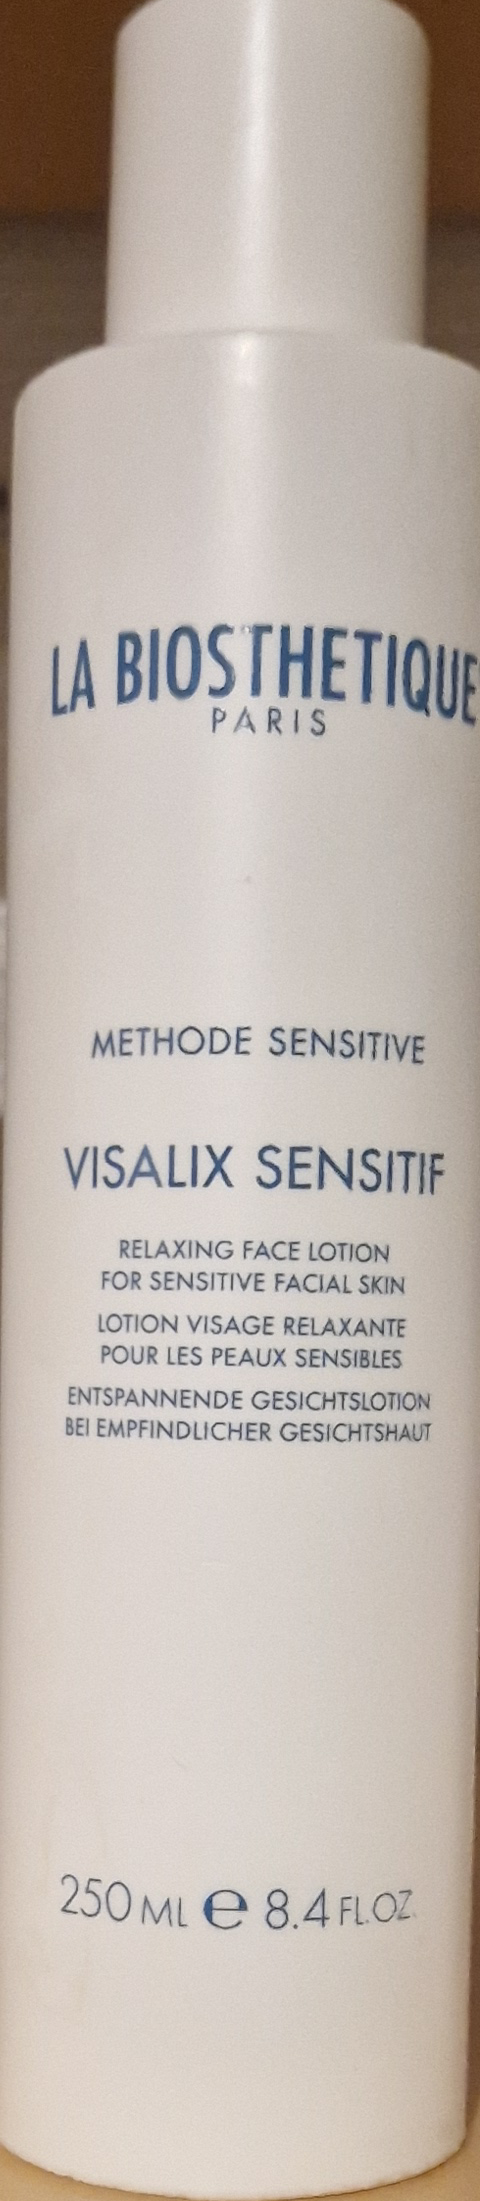 LA BIOSTHETIQUE
PARIS
METHODE SENSITIVE
VISALIX SENSITIF
RELAXING FACE LOTION
FOR SENSITIVE FACIAL SKIN
LOTION VISAGE RELAXANTE
POUR LES PEAUX SENSIBLES
ENTSPANNENDE GESICHTSLOTION
BEI EMPFINDLICHER GESICHTSHAUT
250 ML e 8.4 FL.OZ.